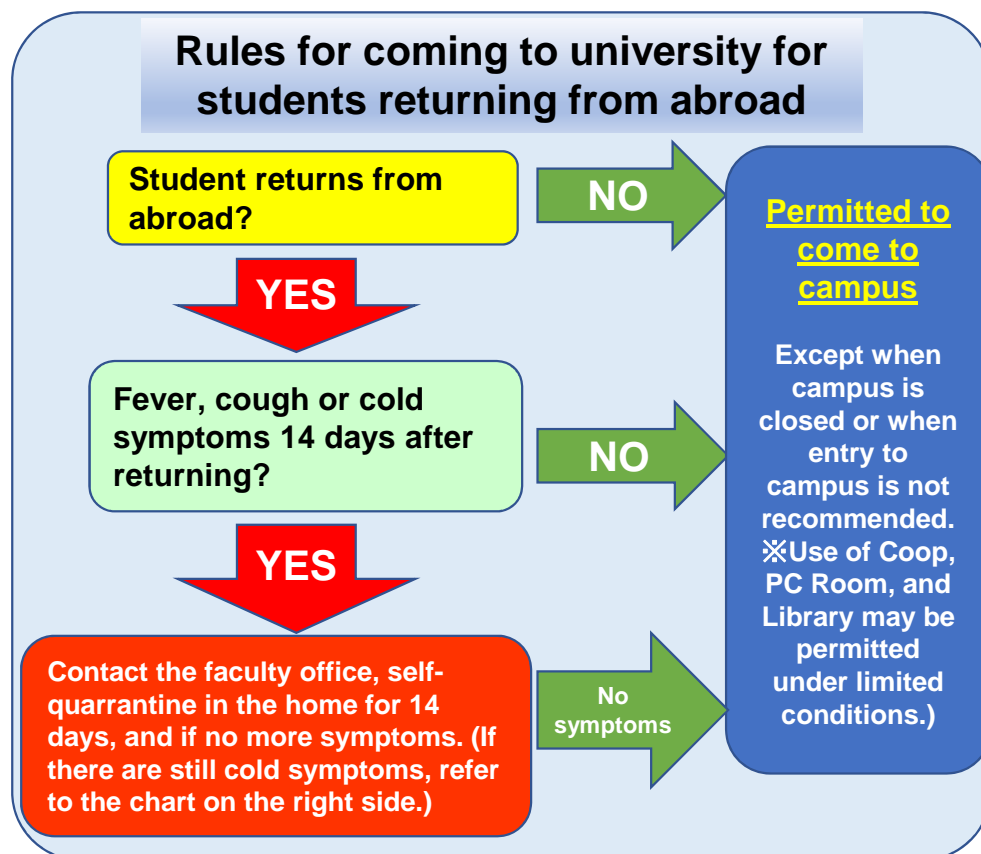 Rules for coming to university for
students returning from abroad
Student returns from
abroad?
NO
YES
Fever, cough or cold
symptoms 14 days after
returning?
NO
YES
Contact the faculty office, self-
quarrantine in the home for 14
days, and if no more symptoms. (If
there are still cold symptoms, refer
to the chart on the right side.)
No
symptoms
Permitted to
come to
campus
Except when
campus is
closed or when
entry to
campus is not
recommended.
※Use of Coop,
PC Room, and
Library may be
permitted
under limited
conditions.)